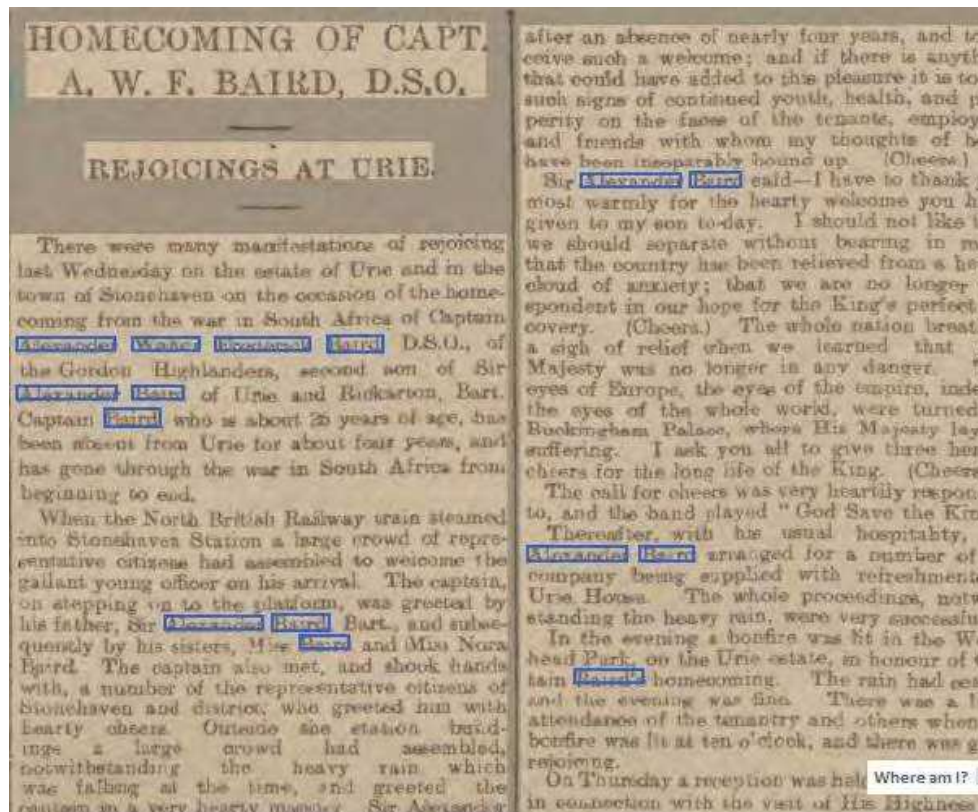 HOMECOMING OF CAPT.
A. W. F. BAIRD, D.S.O.
REJOICINGS AT URIE.
There were many manifestations of rejoicing
last Wednesday on the estate of Urie and in the
town of Stonehaven on the occasion of the home-
coming from the war in South Africa of Captain
Alexander Walter Frederick Baird D.S.O., of
the Gordon Highlanders, second son of Sir
Alexander Baird of Urie and Rickarton, Bart.
Captain Baird who is about 25 years of age, has
been absent from Urie for about four years, and
has gone through the war in South Africa from
beginning to end.
When the North British Railway train steamed
into Stonehaven Station a large crowd of repre-
sentative citizens had assembled to welcome the
gallant young officer on his arrival. The captain,
on stepping on to the platform, was greeted by
his father, Sir Alexander Baird, Bart., and subse-
quently by his sisters, Miss Baird and Miss Nora
Baird. The captain also met, and shook hands
with, a number of the representative citizens of
Stonehaven and district, who greeted him with
hearty cheers. Outside the station build-
ings a large crowd had assembled,
notwithstanding the heavy rain which
was falling at the time, and greeted the
captain in a very hearty manner. Sir Alexander
after an absence of nearly four years, and to
ceive such a welcome; and if there is anyth
that could have added to this pleasure it is to
such signs of continued youth, health, and
perity on the faces of the tenants, employ
and friends with whom my thoughts of
have been inseparably bound up. (Cheers.)
Sir Alexander Baird said—I have to thank
most warmly for the hearty welcome you h
given to my son to-day. I should not like
we should separate without bearing in m
that the country has been relieved from a he
cloud of anxiety; that we are no longer
spondent in our hope for the King's perfect
covery. (Cheers.) The whole nation breat
a sigh of relief when we learned that
Majesty was no longer in any danger.
eyes of Europe, the eyes of the empire, inde
the eyes of the whole world, were turned
Buckingham Palace, where His Majesty lay
suffering. I ask you all to give three hear
cheers for the long life of the King. (Cheers
The call for cheers was very heartily respon
to, and the band played "God Save the Kin
Thereafter, with his usual hospitality,
Alexander Baird arranged for a number of
company being supplied with refreshment
Urie House. The whole proceedings, notw
standing the heavy rain, were very successfu
In the evening a bonfire was lit in the W
head Park, on the Urie estate, in honour of
tain Baird's homecoming. The rain had cea
and the evening was fine. There was a l
attendance of the tenantry and others when
bonfire was lit at ten o'clock, and there was g
rejoicing.
On Thursday a reception was held
in connection with the visit of His Highness
Where am I?